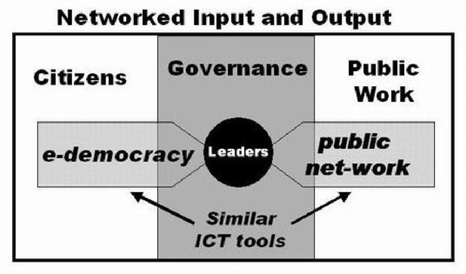 Networked Input and Output
Citizens
Governance
Public
Work
e-democracy
Leaders
public
net-work
Similar
ICT tools